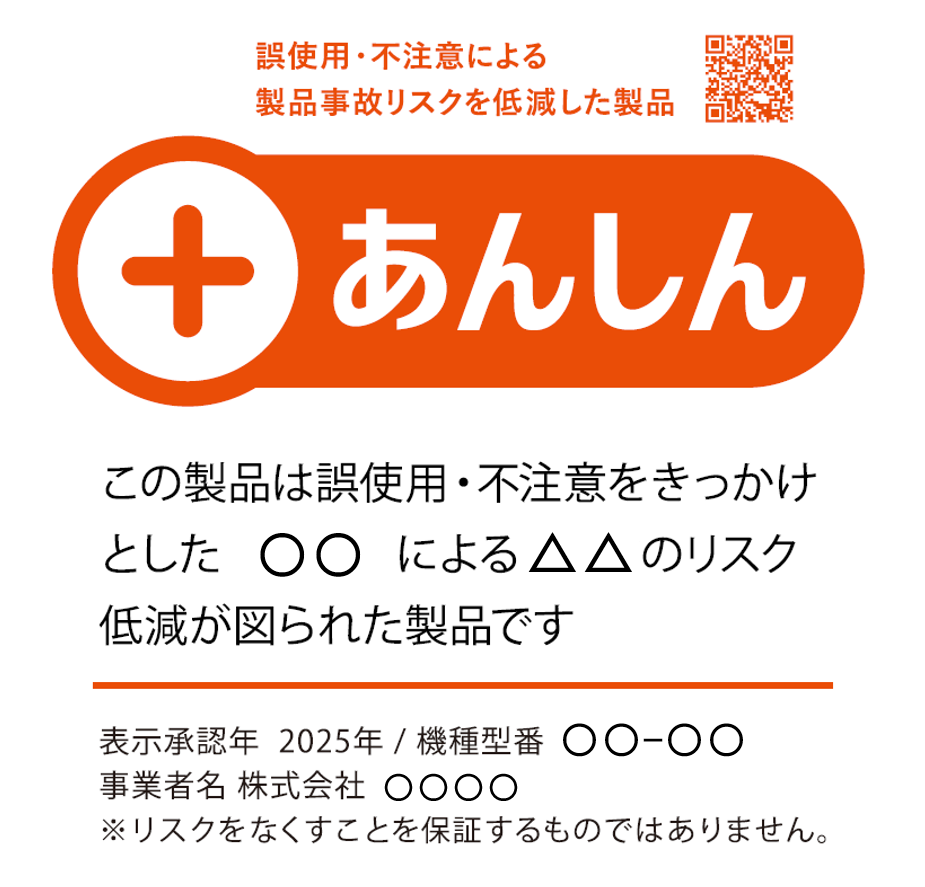 誤使用・不注意による
製品事故リスクを低減した製品
＋あんしん
この製品は誤使用・不注意をきっかけ
とした 〇〇 による△△のリスク
低減が図られた製品です
表示承認年 2025年 / 機種型番 〇〇−〇〇
事業者名 株式会社 〇〇〇〇
※リスクをなくすことを保証するものではありません。